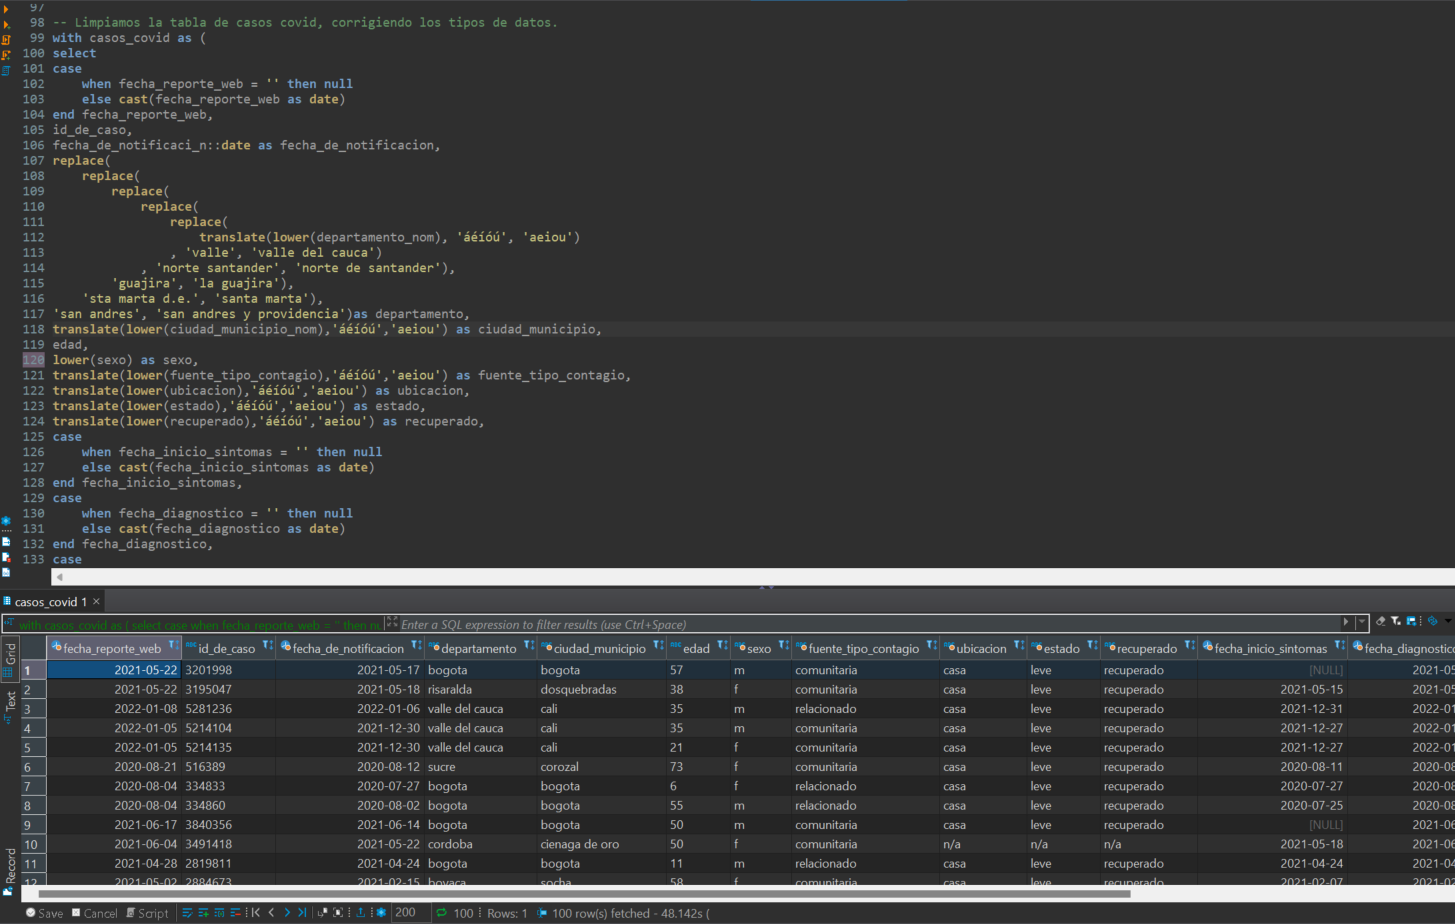 97
98 -- Limpiamos la tabla de casos covid, corrigiendo los tipos de datos.
99 with casos_covid as (
100 select
101 case
102 when fecha_reporte_web = '' then null
103 else cast(fecha_reporte_web as date)
104 end fecha_reporte_web,
105 id_de_caso,
106 fecha_de_notificaci_n::date as fecha_de_notificacion,
107 replace(
108 replace(
109 replace(
110 replace(
111 replace(
112 translate(lower(departamento_nom), 'áéíóú', 'aeiou')
113 , 'valle', 'valle del cauca')
114 , 'norte santander', 'norte de santander'),
115 'guajira', 'la guajira'),
116 'sta marta d.e.', 'santa marta'),
117 'san andres', 'san andres y providencia')as departamento,
118 translate(lower(ciudad_municipio_nom),'áéíóú','aeiou') as ciudad_municipio,
119 edad,
120 lower(sexo) as sexo,
121 translate(lower(fuente_tipo_contagio),'áéíóú','aeiou') as fuente_tipo_contagio,
122 translate(lower(ubicacion),'áéíóú','aeiou') as ubicacion,
123 translate(lower(estado),'áéíóú','aeiou') as estado,
124 translate(lower(recuperado),'áéíóú','aeiou') as recuperado,
125 case
126 when fecha_inicio_sintomas = '' then null
127 else cast(fecha_inicio_sintomas as date)
128 end fecha_inicio_sintomas,
129 case
130 when fecha_diagnostico = '' then null
131 else cast(fecha_diagnostico as date)
132 end fecha_diagnostico,
133 case
casos_covid 1 ×
with casos_covid as ( select case when fecha_reporte_web = '' then nu Enter a SQL expression to filter results (use Ctrl+Space)
Grid
Text
Record
fecha_reporte_web id_de_caso fecha_de_notificacion departamento ciudad_municipio edad sexo fuente_tipo_contagio ubicacion estado recuperado fecha_inicio_sintomas fecha_diagnostico
1 2021-05-22 3201998 2021-05-17 bogota bogota 57 m comunitaria casa leve recuperado [NULL] 2021-05
2 2021-05-22 3195047 2021-05-18 risaralda dosquebradas 38 f comunitaria casa leve recuperado 2021-05-15 2021-05
3 2022-01-08 5281236 2022-01-06 valle del cauca cali 35 m relacionado casa leve recuperado 2021-12-31 2022-01
4 2022-01-05 5214104 2021-12-30 valle del cauca cali 35 m comunitaria casa leve recuperado 2021-12-27 2022-01
5 2022-01-05 5214135 2021-12-30 valle del cauca cali 21 f comunitaria casa leve recuperado 2021-12-27 2022-01
6 2020-08-21 516389 2020-08-12 sucre corozal 73 f comunitaria casa leve recuperado 2020-08-11 2020-08
7 2020-08-04 334833 2020-07-27 bogota bogota 6 f relacionado casa leve recuperado 2020-07-27 2020-08
8 2020-08-04 334860 2020-08-02 bogota bogota 55 m relacionado casa leve recuperado 2020-07-25 2020-08
9 2021-06-17 3840356 2021-06-14 bogota bogota 50 m comunitaria casa leve recuperado [NULL] 2021-06
10 2021-06-04 3491418 2021-05-22 cordoba cienaga de oro 50 f comunitaria n/a n/a n/a 2021-05-18 2021-06
11 2021-04-28 2819811 2021-04-24 bogota bogota 11 m relacionado casa leve recuperado 2021-04-24 2021-04
12 2021-05-02 2884673 2021-02-15 boyaca socha 58 f comunitaria casa leve recuperado 2021-02-07 2021-02
Save Cancel Script 200 100 Rows: 1 100 row(s) fetched - 48.142s (